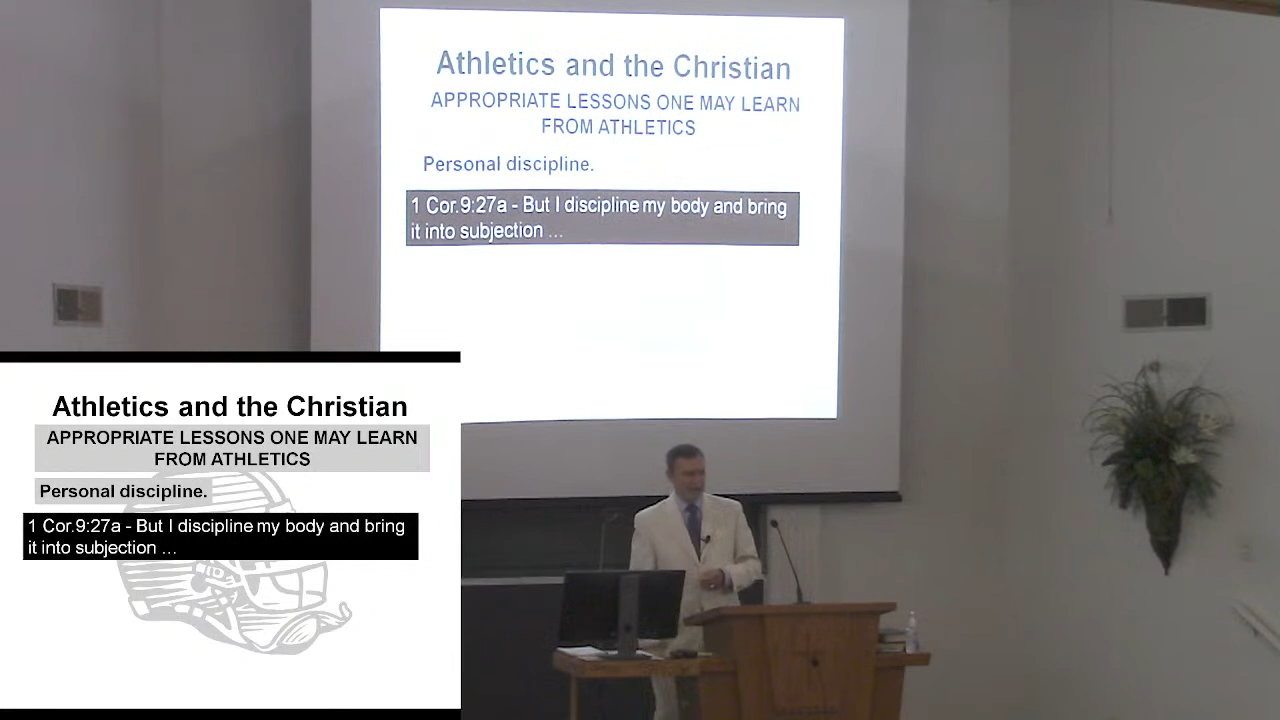 Athletics and the Christian
APPROPRIATE LESSONS ONE MAY LEARN
FROM ATHLETICS
Personal discipline.
1 Cor.9:27a - But I discipline my body and bring
it into subjection ...
Athletics and the Christian
APPROPRIATE LESSONS ONE MAY LEARN
FROM ATHLETICS
Personal discipline.
1 Cor.9:27a - But I discipline my body and bring
it into subjection ...